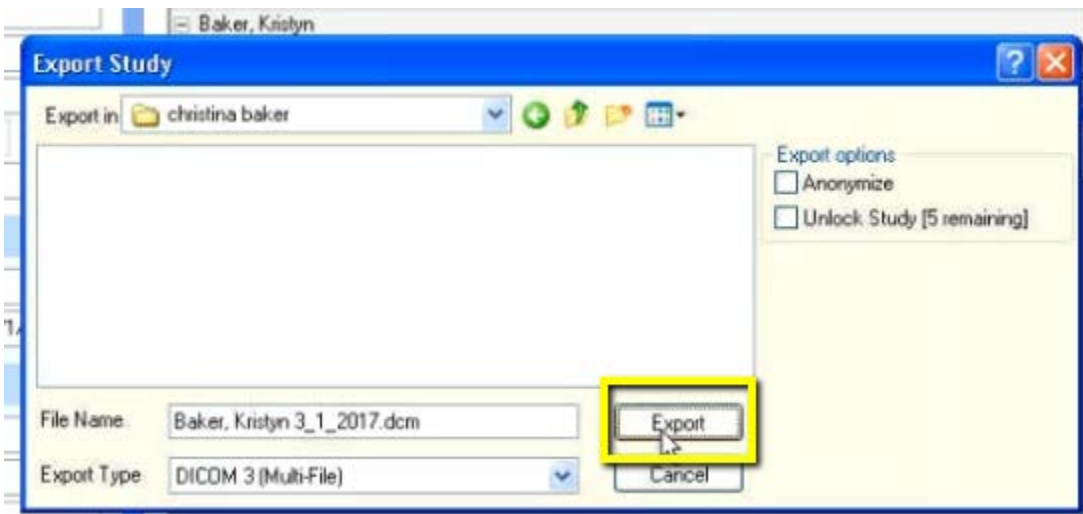 Baker, Kristyn
Export Study
Export in christina baker
Export options
Anonymize
Unlock Study [5 remaining]
File Name Baker, Kristyn 3_1_2017.dcm Export
Export Type DICOM 3 (Multi-File) Cancel